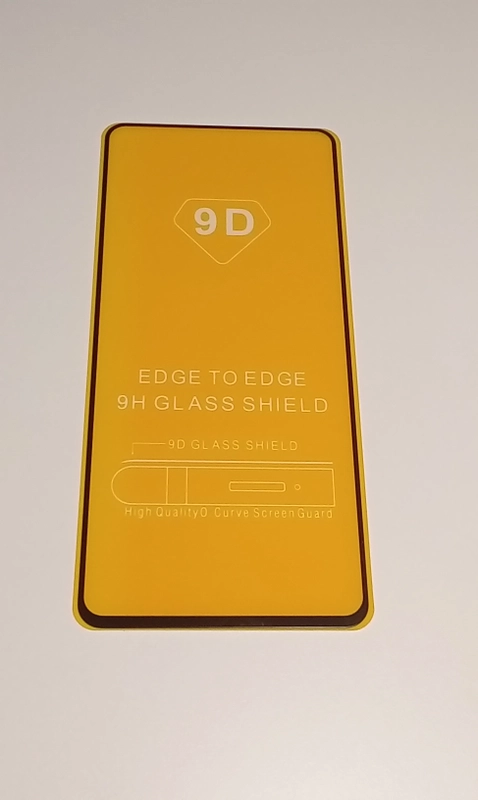 9D
EDGE TO EDGE
9H GLASS SHIELD
9D GLASS SHIELD
High QualityO Curve Screen Guard